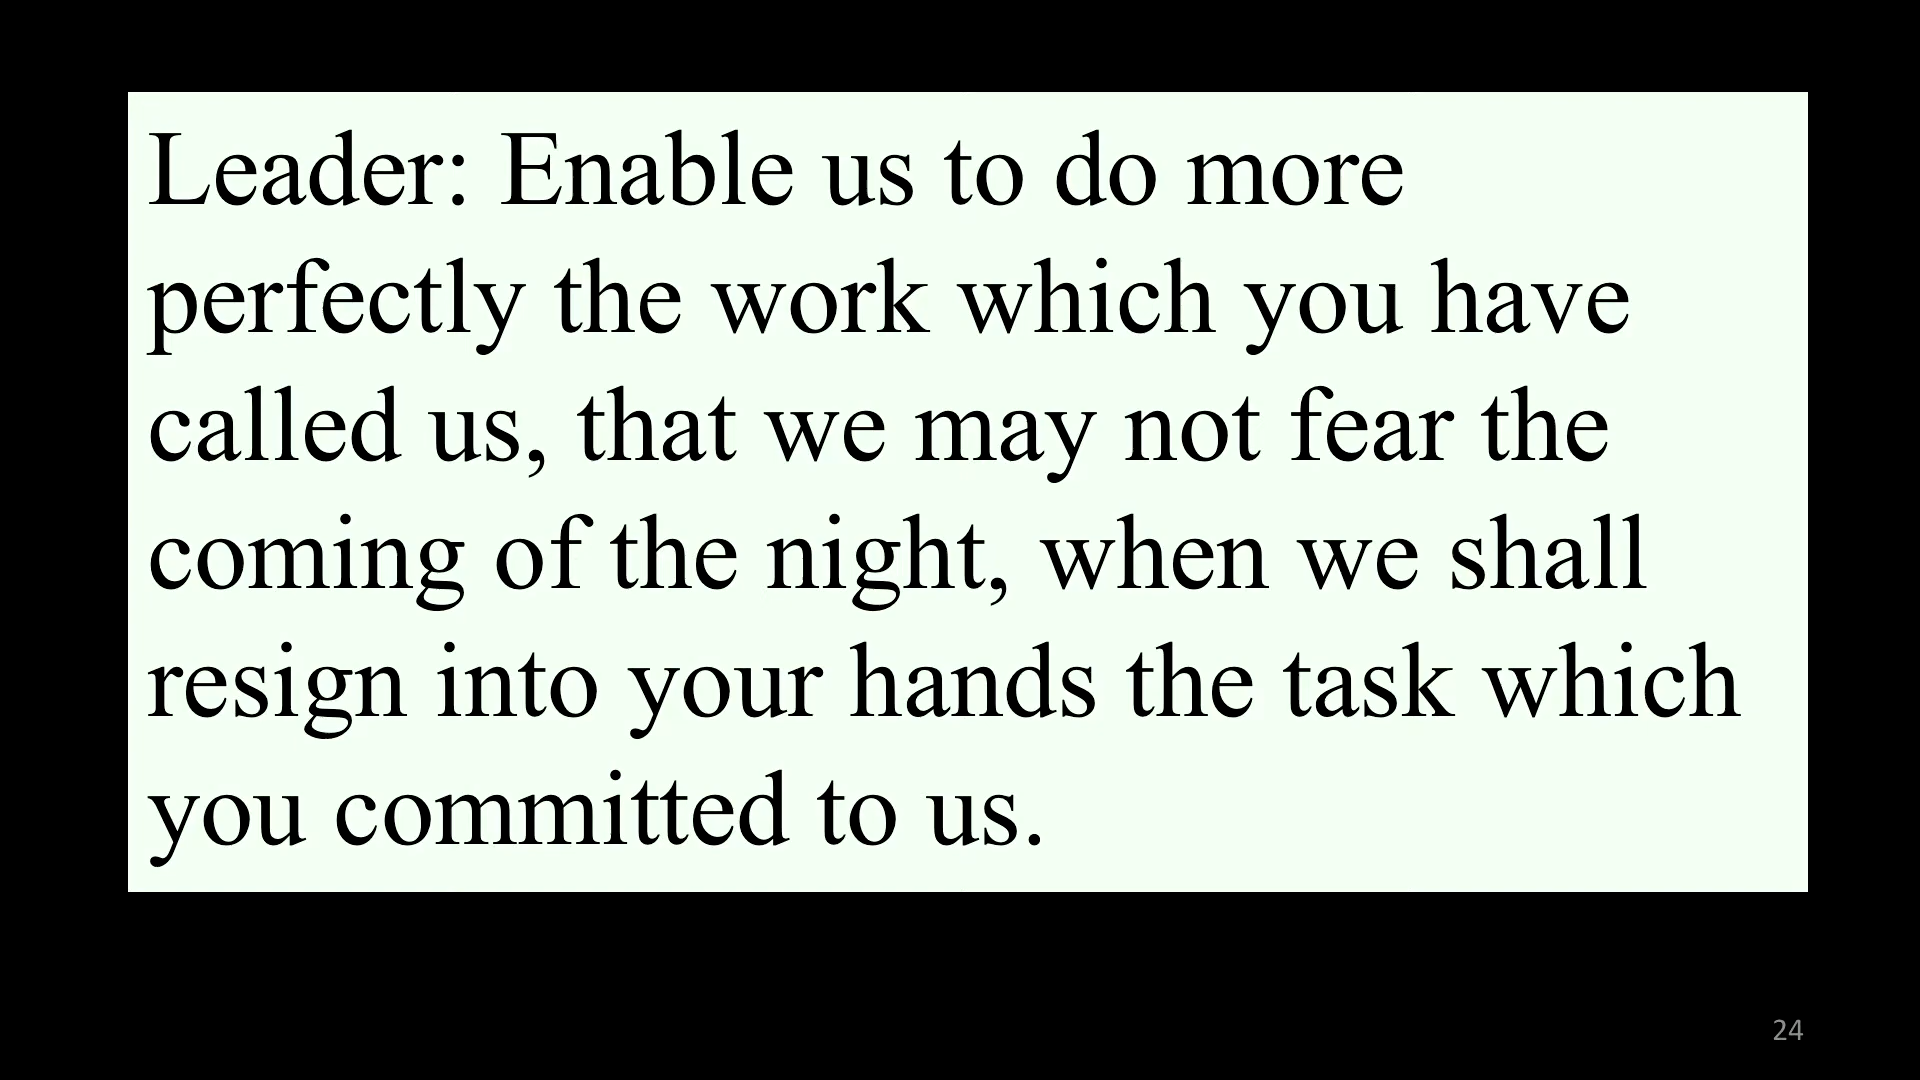 Leader: Enable us to do more
perfectly the work which you have
called us, that we may not fear the
coming of the night, when we shall
resign into your hands the task which
you committed to us.
24